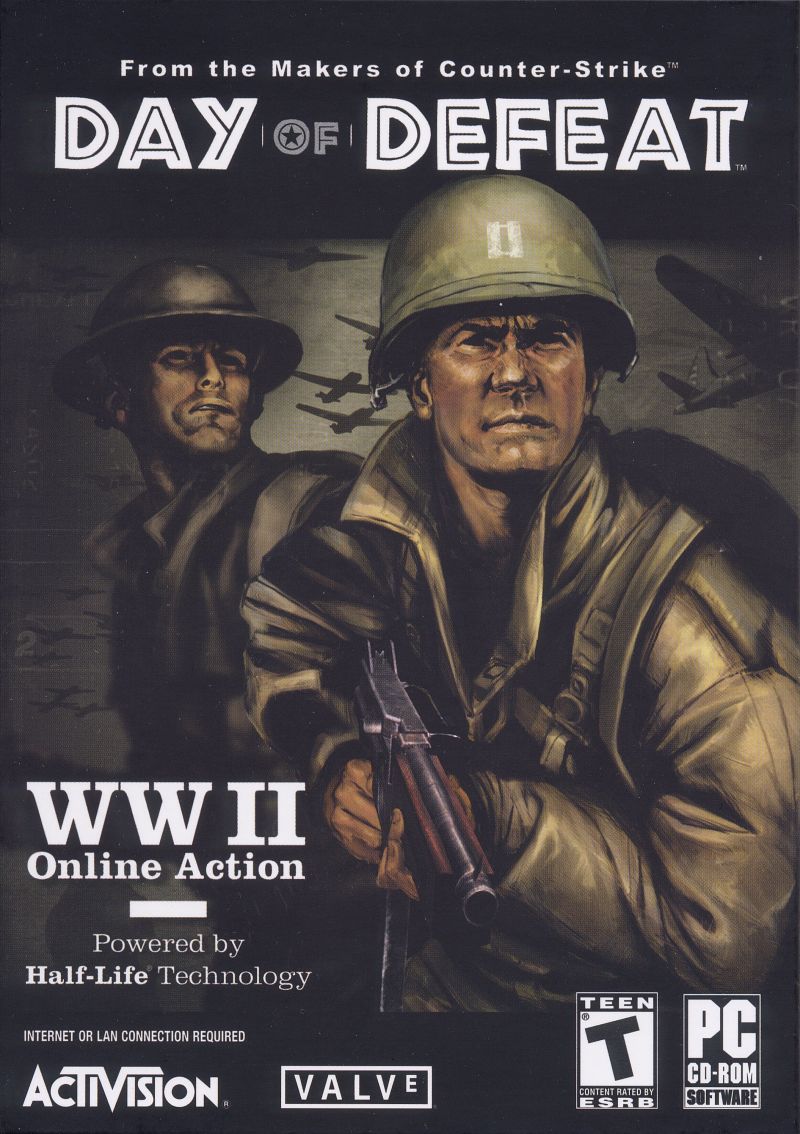 From the Makers of Counter-Strike™
DAY OF DEFEAT™
WW II
Online Action
Powered by
Half-Life® Technology
INTERNET OR LAN CONNECTION REQUIRED
ACTIVISION®
VALVE
TEEN
T®
CONTENT RATED BY
ESRB
PC
CD-ROM
SOFTWARE